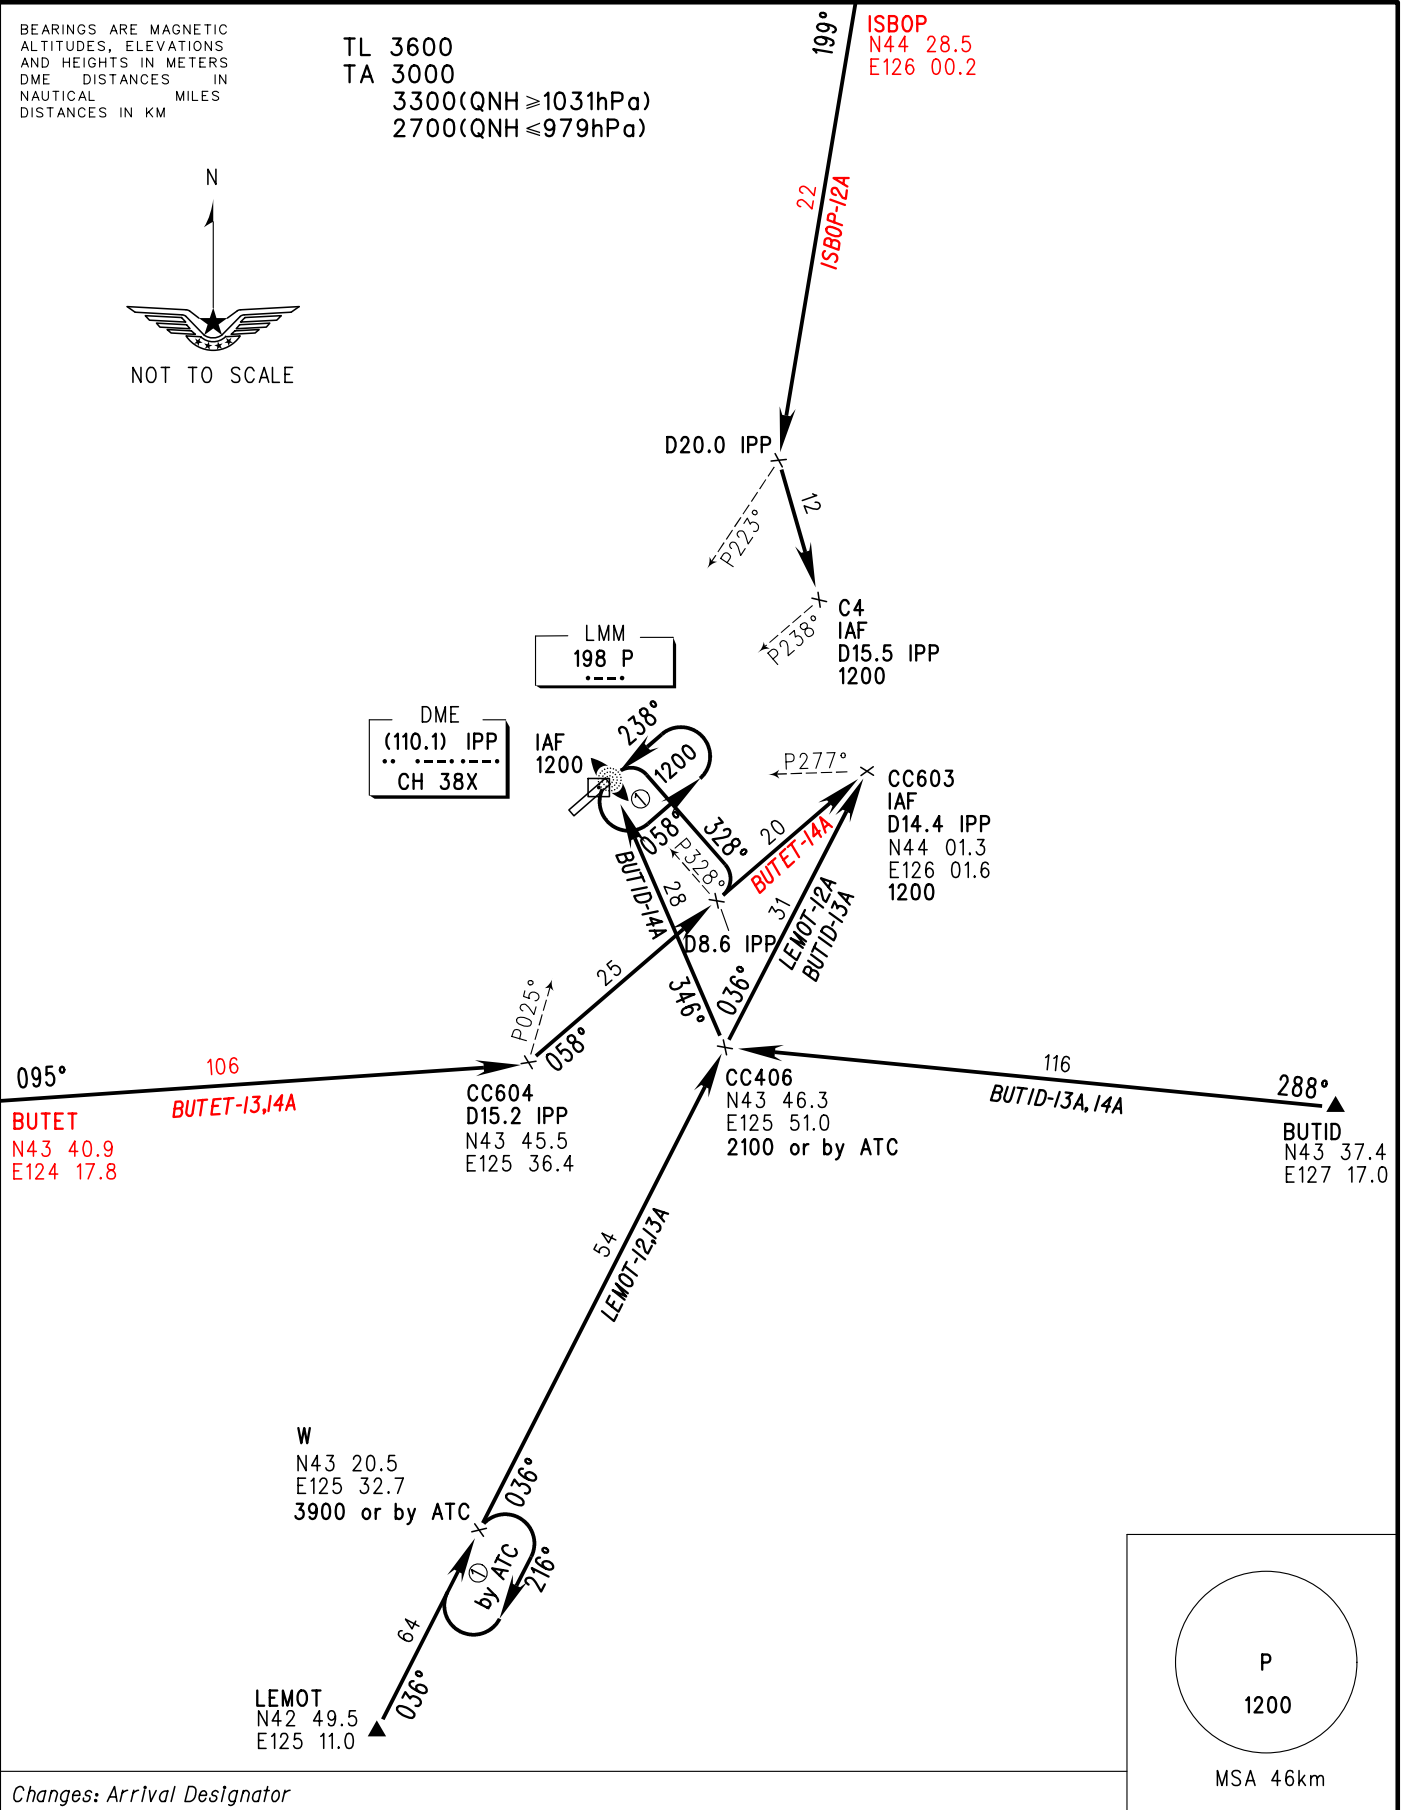 BEARINGS ARE MAGNETIC
ALTITUDES, ELEVATIONS
AND HEIGHTS IN METERS
DME DISTANCES IN
NAUTICAL MILES
DISTANCES IN KM
TL 3600
TA 3000
3300(QNH ≥1031hPa)
2700(QNH ≤979hPa)
199°
ISBOP
N44 28.5
E126 00.2
N
NOT TO SCALE
22
ISBOP-12A
D20.0 IPP
12
P223°
C4
IAF
D15.5 IPP
1200
P238°
LMM
198 P
·--·
DME
(110.1) IPP
·· ·--· ·--·
CH 38X
IAF
1200
238°
1200
①
058°
328°
P328°
P277°
CC603
IAF
D14.4 IPP
N44 01.3
E126 01.6
1200
20
BUTET-14A
BUTID-14A
28
D8.6 IPP
31
LEMOT-12A
BUTID-13A
25
P025°
058°
346°
036°
095°
106
BUTET-13,14A
BUTET
N43 40.9
E124 17.8
CC604
D15.2 IPP
N43 45.5
E125 36.4
CC406
N43 46.3
E125 51.0
2100 or by ATC
116
BUTID-13A,14A
288°
BUTID
N43 37.4
E127 17.0
54
LEMOT-12,13A
W
N43 20.5
E125 32.7
3900 or by ATC
036°
①
by ATC
216°
64
036°
LEMOT
N42 49.5
E125 11.0
P
1200
MSA 46km
Changes: Arrival Designator